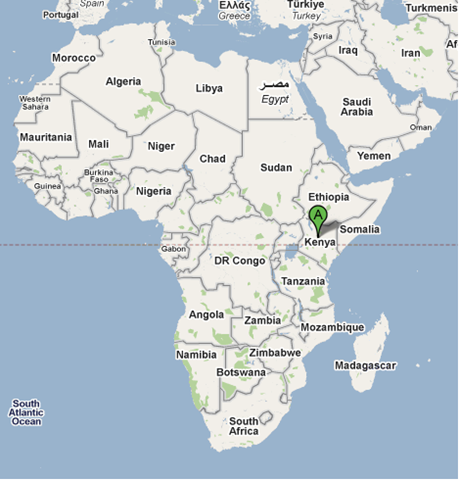 Spain
Portugal
Ελλάς
Greece
Türkiye
Turkey
Turkmenis
Tunisia
Syria
Morocco
Iraq
Iran
Af
Algeria
Libya
مصر
Egypt
Western
Sahara
Saudi
Arabia
Oman
Mauritania
Mali
Niger
Chad
Sudan
Yemen
Burkina
Faso
Guinea
Ghana
Nigeria
Ethiopia
A
Somalia
Kenya
Gabon
DR Congo
Tanzania
Angola
Zambia
Mozambique
Namibia
Zimbabwe
Botswana
Madagascar
South
Atlantic
Ocean
South
Africa